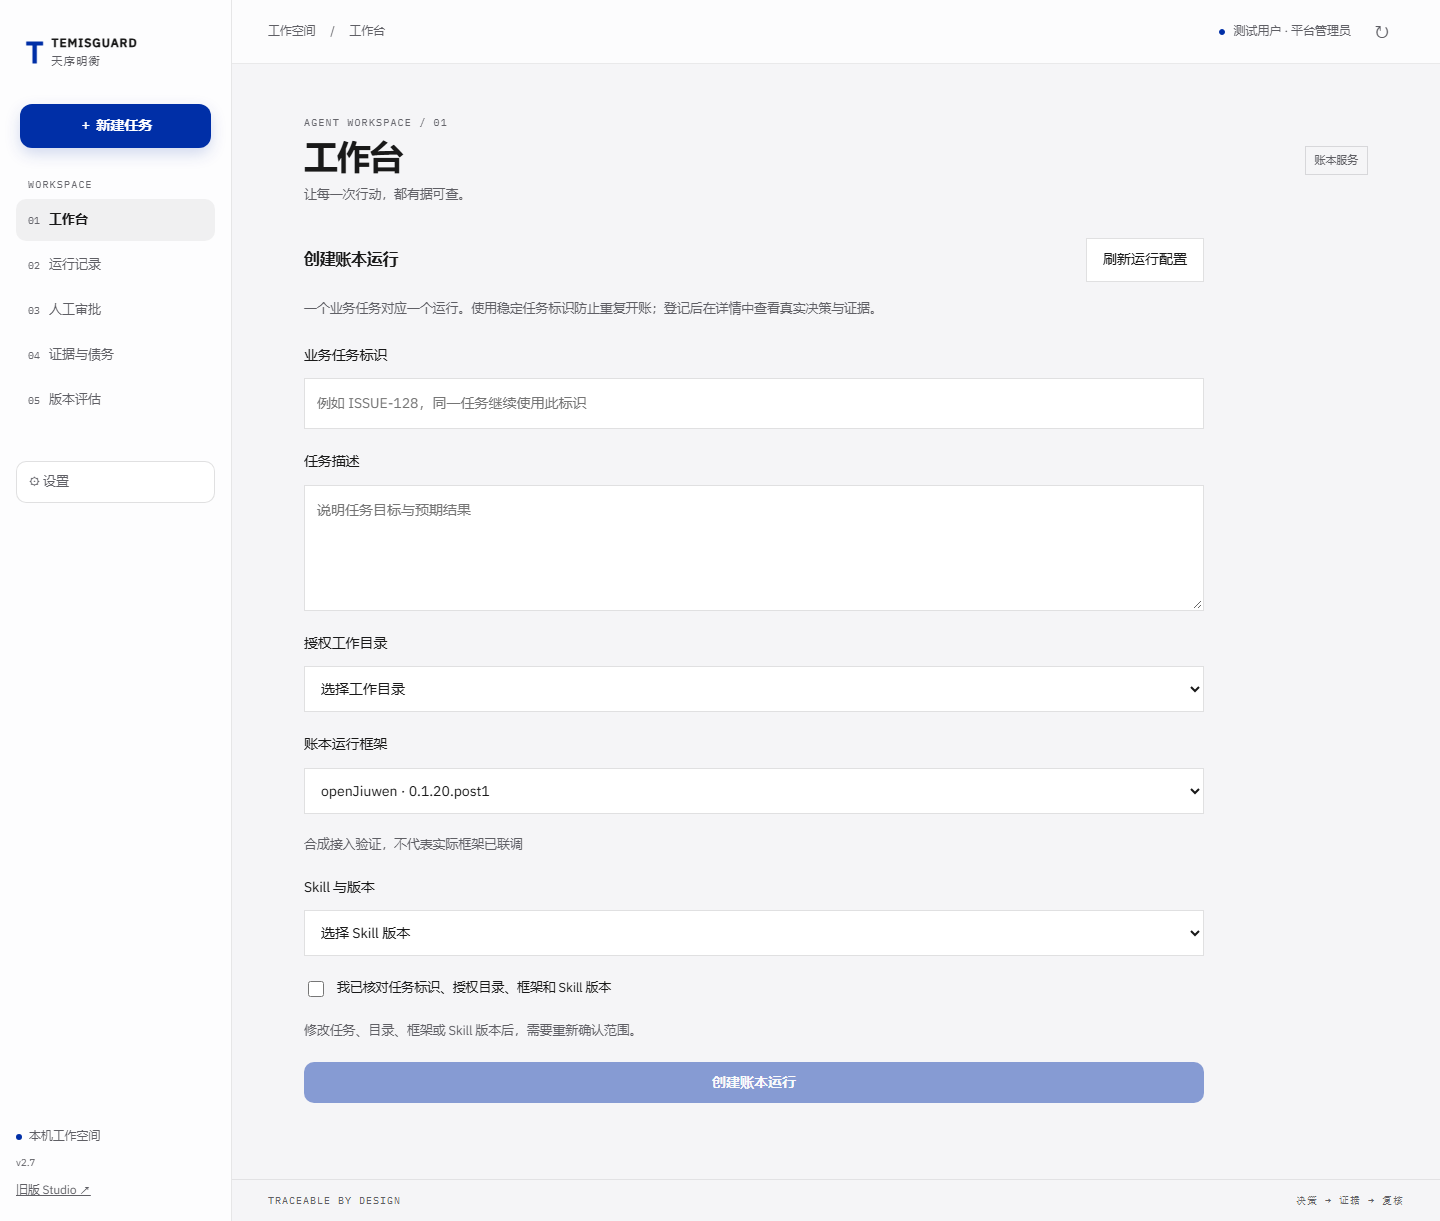 TEMISGUARD
天序明衡
+ 新建任务
WORKSPACE
01 工作台
02 运行记录
03 人工审批
04 证据与债务
05 版本评估
⚙ 设置
本机工作空间
v2.7
旧版 Studio ↗
工作空间 / 工作台
测试用户 · 平台管理员 ↻
AGENT WORKSPACE / 01
工作台
让每一次行动，都有据可查。
账本服务
创建账本运行
刷新运行配置
一个业务任务对应一个运行。使用稳定任务标识防止重复开账；登记后在详情中查看真实决策与证据。
业务任务标识
例如 ISSUE-128，同一任务继续使用此标识
任务描述
说明任务目标与预期结果
授权工作目录
选择工作目录
账本运行框架
openJiuwen · 0.1.20.post1
合成接入验证，不代表实际框架已联调
Skill 与版本
选择 Skill 版本
我已核对任务标识、授权目录、框架和 Skill 版本
修改任务、目录、框架或 Skill 版本后，需要重新确认范围。
创建账本运行
TRACEABLE BY DESIGN
决策 → 证据 → 复核